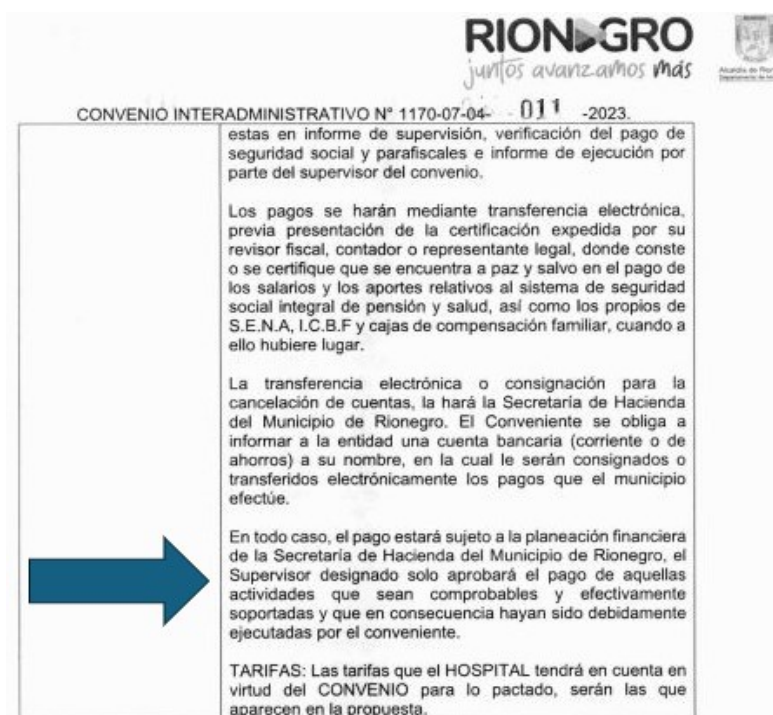 RIONEGRO
juntos avanzamos más
CONVENIO INTERADMINISTRATIVO N° 1170-07-04- 011 -2023.
estas en informe de supervisión, verificación del pago de
seguridad social y parafiscales e informe de ejecución por
parte del supervisor del convenio.
Los pagos se harán mediante transferencia electrónica,
previa presentación de la certificación expedida por su
revisor fiscal, contador o representante legal, donde conste
o se certifique que se encuentra a paz y salvo en el pago de
los salarios y los aportes relativos al sistema de seguridad
social integral de pensión y salud, así como los propios de
S.E.N.A, I.C.B.F y cajas de compensación familiar, cuando a
ello hubiere lugar.
La transferencia electrónica o consignación para la
cancelación de cuentas, la hará la Secretaría de Hacienda
del Municipio de Rionegro. El Conveniente se obliga a
informar a la entidad una cuenta bancaria (corriente o de
ahorros) a su nombre, en la cual le serán consignados o
transferidos electrónicamente los pagos que el municipio
efectúe.
En todo caso, el pago estará sujeto a la planeación financiera
de la Secretaría de Hacienda del Municipio de Rionegro, el
Supervisor designado solo aprobará el pago de aquellas
actividades que sean comprobables y efectivamente
soportadas y que en consecuencia hayan sido debidamente
ejecutadas por el conveniente.
TARIFAS: Las tarifas que el HOSPITAL tendrá en cuenta en
virtud del CONVENIO para lo pactado, serán las que
aparecen en la propuesta.